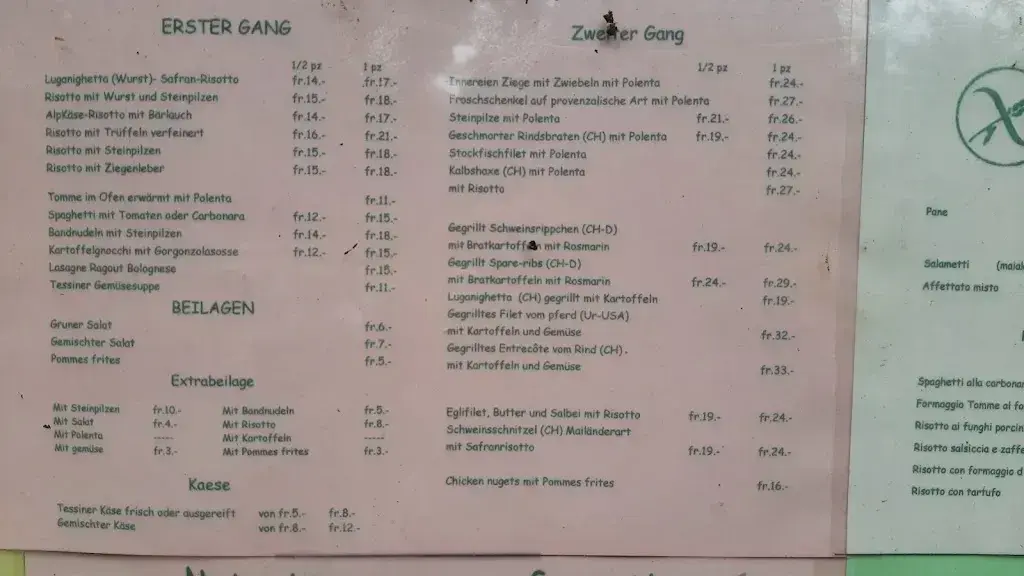 ERSTER GANG
1/2 pz 1 pz
Luganighetta (Wurst)- Safran-Risotto fr.14.- fr.17.-
Risotto mit Wurst und Steinpilzen fr.15.- fr.18.-
AlpKäse-Risotto mit Bärlauch fr.14.- fr.17.-
Risotto mit Trüffeln verfeinert fr.16.- fr.21.-
Risotto mit Steinpilzen fr.15.- fr.18.-
Risotto mit Ziegenleber fr.15.- fr.18.-
Tomme im Ofen erwärmt mit Polenta fr.11.-
Spaghetti mit Tomaten oder Carbonara fr.12.- fr.15.-
Bandnudeln mit Steinpilzen fr.14.- fr.18.-
Kartoffelgnocchi mit Gorgonzolasosse fr.12.- fr.15.-
Lasagne Ragout Bolognese fr.15.-
Tessiner Gemüsesuppe fr.11.-
BEILAGEN
Gruner Salat fr.6.-
Gemischter Salat fr.7.-
Pommes frites fr.5.-
Extrabeilage
Mit Steinpilzen fr.10.- Mit Bandnudeln fr.5.-
Mit Salat fr.4.- Mit Risotto fr.8.-
Mit Polenta ----- Mit Kartoffeln -----
Mit gemüse fr.3.- Mit Pommes frites fr.3.-
Kaese
Tessiner Käse frisch oder ausgereift von fr.5.- fr.8.-
Gemischter Käse von fr.8.- fr.12.-
Zweiter Gang
1/2 pz 1 pz
Innereien Ziege mit Zwiebeln mit Polenta fr.24.-
Froschschenkel auf provenzalische Art mit Polenta fr.27.-
Steinpilze mit Polenta fr.21.- fr.26.-
Geschmorter Rindsbraten (CH) mit Polenta fr.19.- fr.24.-
Stockfischfilet mit Polenta fr.24.-
Kalbshaxe (CH) mit Polenta fr.24.-
mit Risotto fr.27.-
Gegrillt Schweinsrippchen (CH-D)
mit Bratkartoffeln mit Rosmarin fr.19.- fr.24.-
Gegrillt Spare-ribs (CH-D)
mit Bratkartoffeln mit Rosmarin fr.24.- fr.29.-
Luganighetta (CH) gegrillt mit Kartoffeln fr.19.-
Gegrilltes Filet vom pferd (Ur-USA)
mit Kartoffeln und Gemüse fr.32.-
Gegrilltes Entrecôte vom Rind (CH).
mit Kartoffeln und Gemüse fr.33.-
Eglifilet, Butter und Salbei mit Risotto fr.19.- fr.24.-
Schweinsschnitzel (CH) Mailänderart
mit Safranrisotto fr.19.- fr.24.-
Chicken nugets mit Pommes frites fr.16.-
Pane
Salametti (maial
Affettato misto
Spaghetti alla carbonar
Formaggio Tomme al fo
Risotto ai funghi porcin
Risotto salsiccia e zaffe
Risotto con formaggio d
Risotto con tartufo